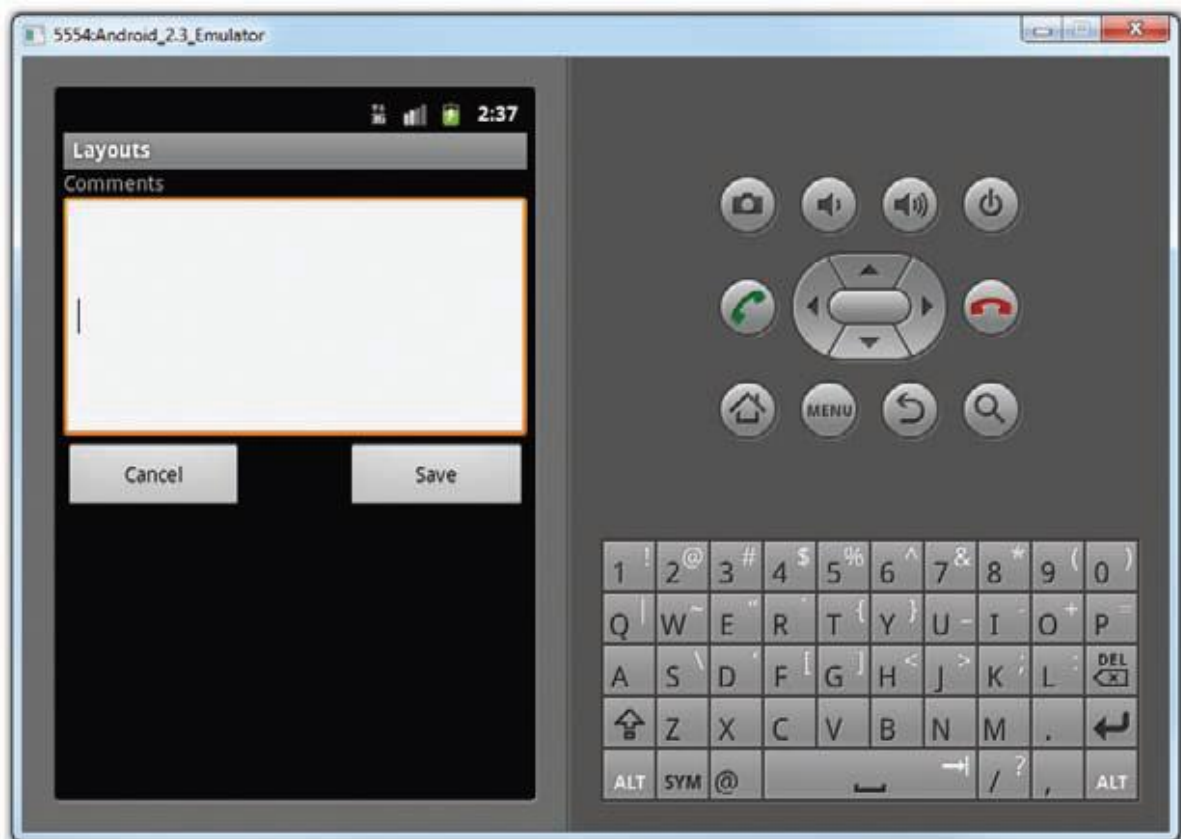 5554:Android_2.3_Emulator
2:37
Layouts
Comments
Cancel Save
MENU
1 ! 2 @ 3 # 4 $ 5 % 6 ^ 7 & 8 * 9 ( 0 )
Q | W ~ E " R ` T { Y } U _ I - O + P =
A S \ D ' F [ G ] H < J > K ; L : DEL
Z X C V B N M .
ALT SYM @ / ? , ALT